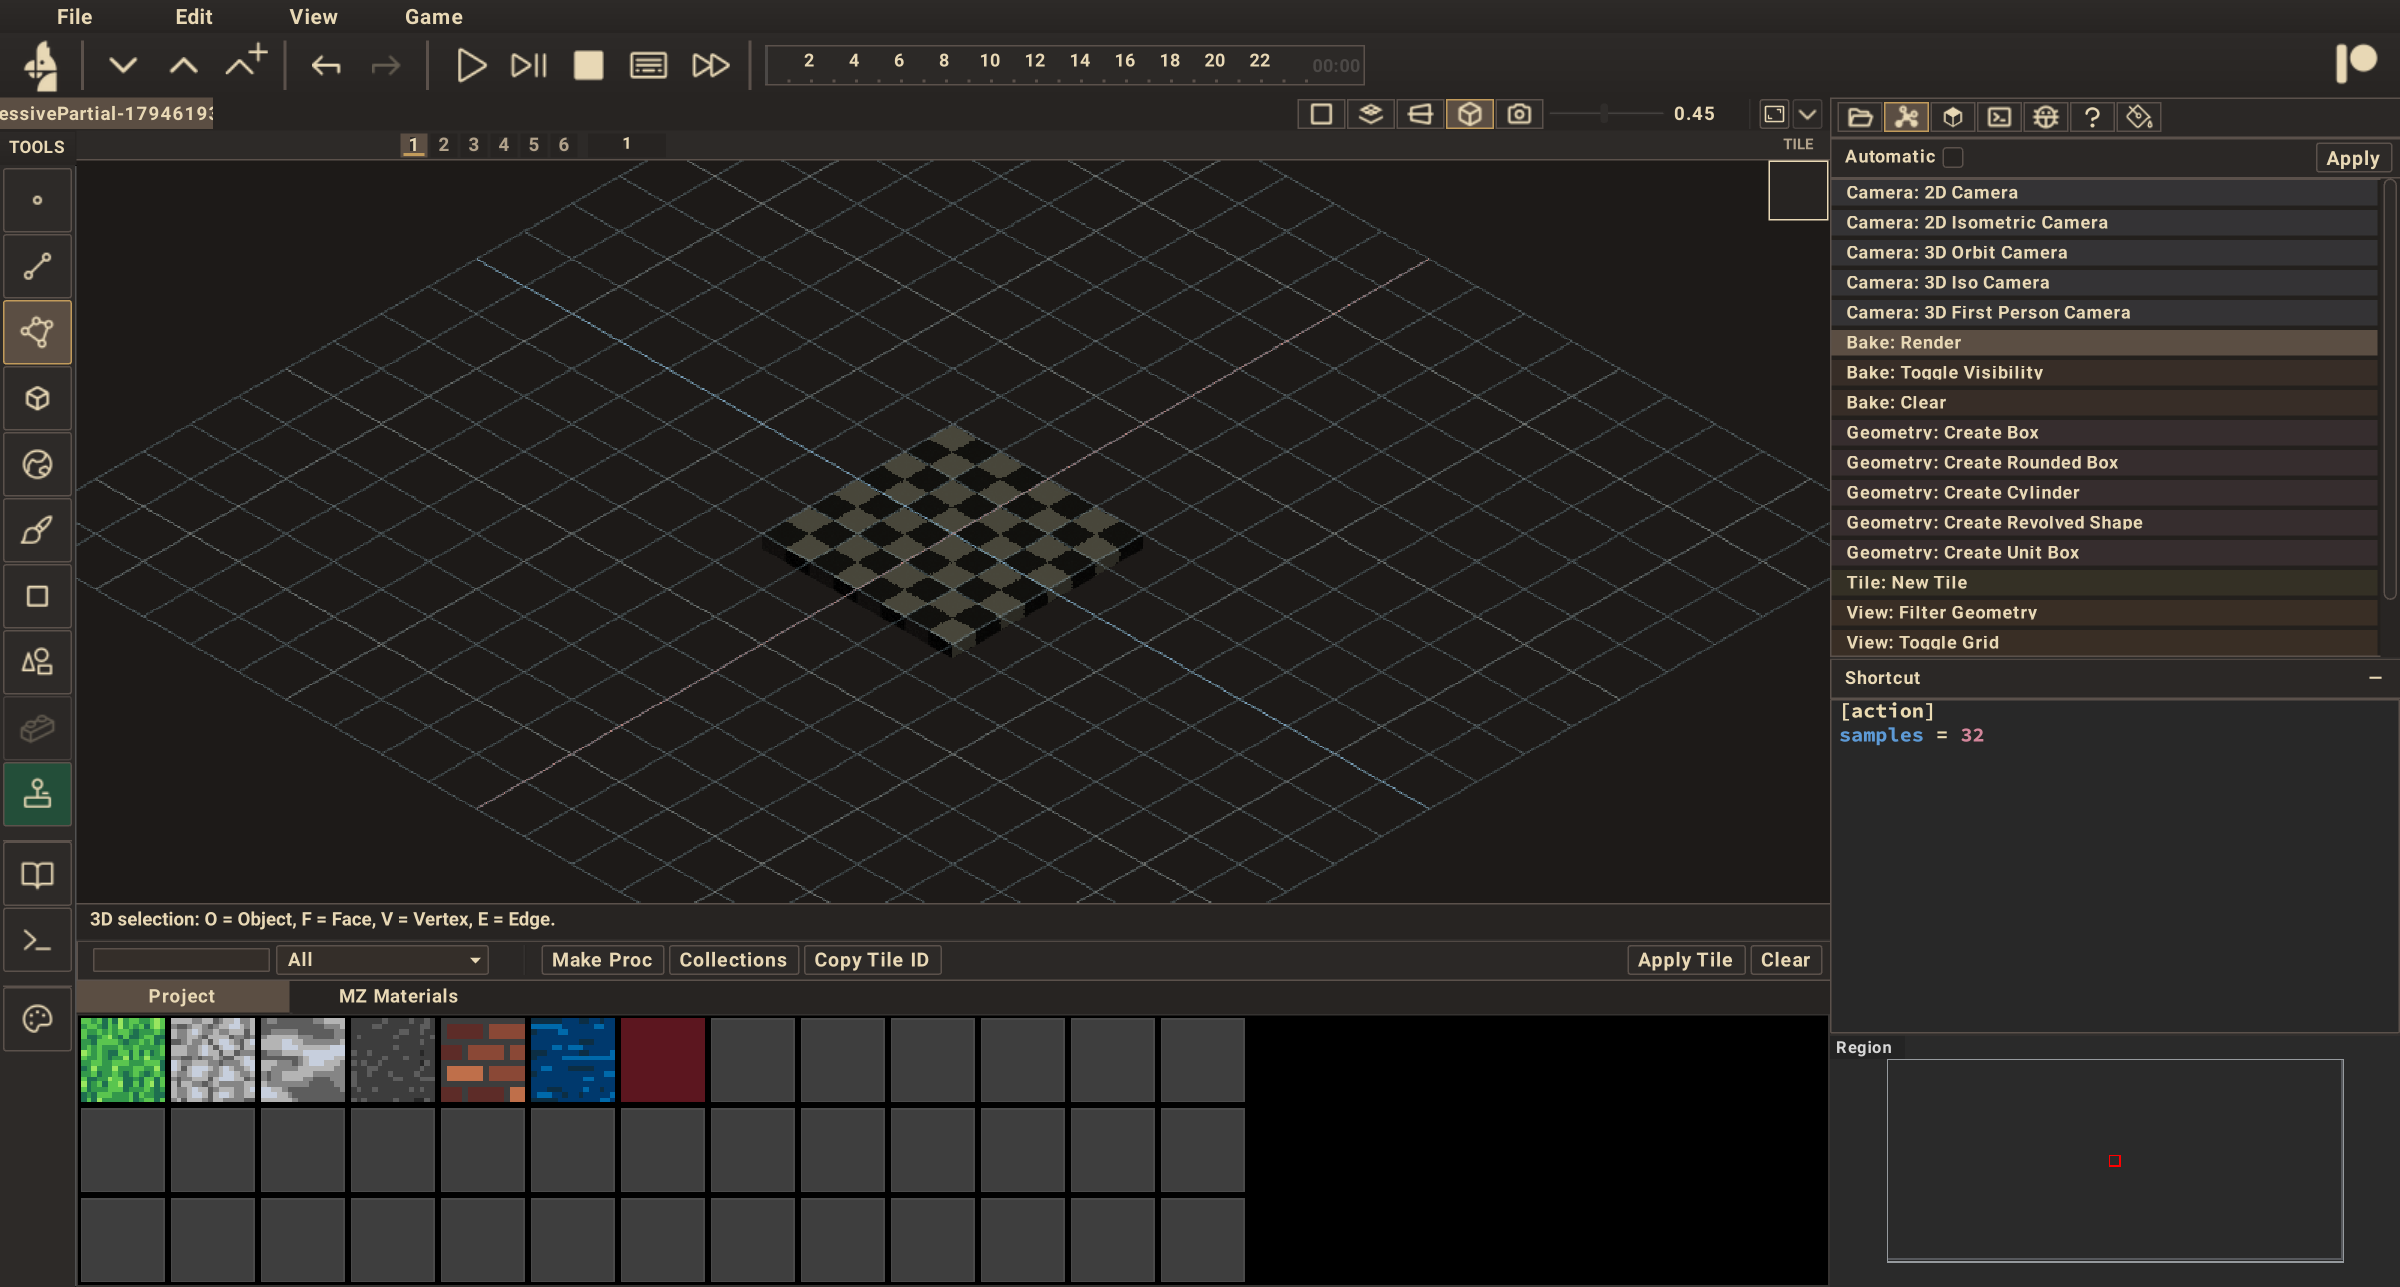 File Edit View Game
2 4 6 8 10 12 14 16 18 20 22 00:00
essivePartial-1794619
0.45
TOOLS
1 2 3 4 5 6 1
TILE
Automatic
Apply
Camera: 2D Camera
Camera: 2D Isometric Camera
Camera: 3D Orbit Camera
Camera: 3D Iso Camera
Camera: 3D First Person Camera
Bake: Render
Bake: Toggle Visibility
Bake: Clear
Geometry: Create Box
Geometry: Create Rounded Box
Geometry: Create Cylinder
Geometry: Create Revolved Shape
Geometry: Create Unit Box
Tile: New Tile
View: Filter Geometry
View: Toggle Grid
Shortcut
[action]
samples = 32
3D selection: O = Object, F = Face, V = Vertex, E = Edge.
All
Make Proc
Collections
Copy Tile ID
Apply Tile
Clear
Project
MZ Materials
Region